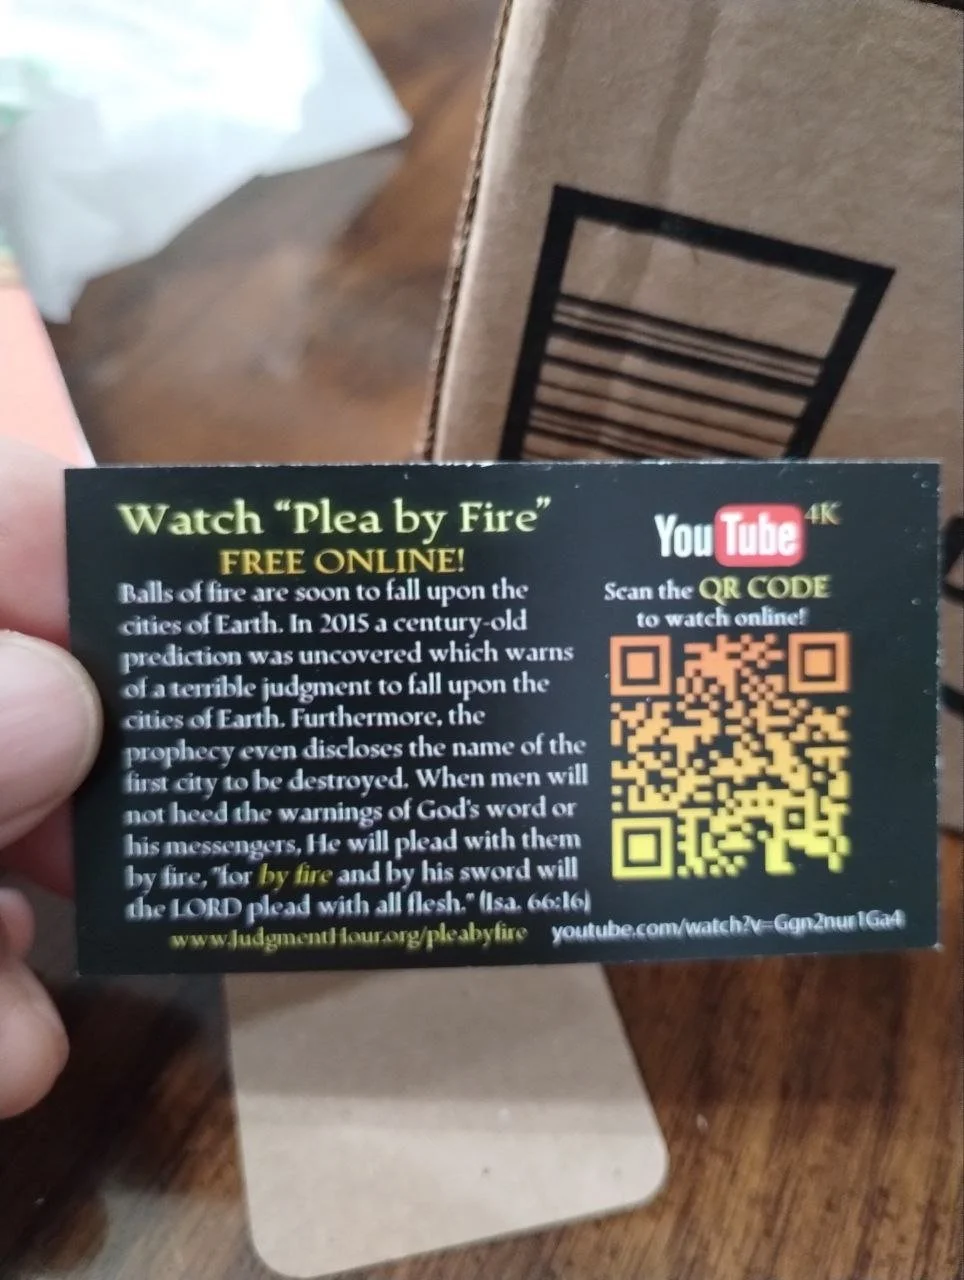 Watch "Plea by Fire"
FREE ONLINE!
Balls of fire are soon to fall upon the
cities of Earth. In 2015 a century-old
prediction was uncovered which warns
of a terrible judgment to fall upon the
cities of Earth. Furthermore, the
prophecy even discloses the name of the
first city to be destroyed. When men will
not heed the warnings of God's word or
his messengers, He will plead with them
by fire, "for by fire and by his sword will
the LORD plead with all flesh." (Isa. 66:16)
www.JudgmentHour.org/pleabyfire
YouTube 4K
Scan the QR CODE
to watch online!
youtube.com/watch?v=Ggn2nur1Ga4